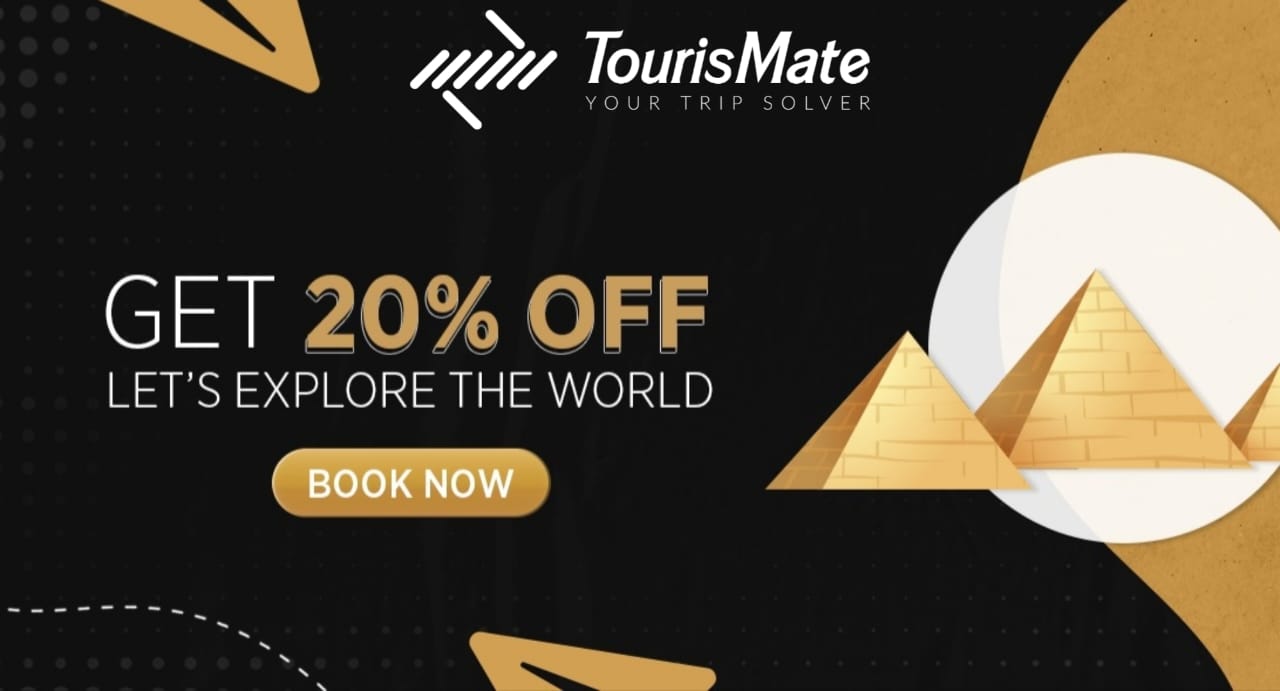 TourisMate
YOUR TRIP SOLVER
GET 20% OFF
LET'S EXPLORE THE WORLD
BOOK NOW